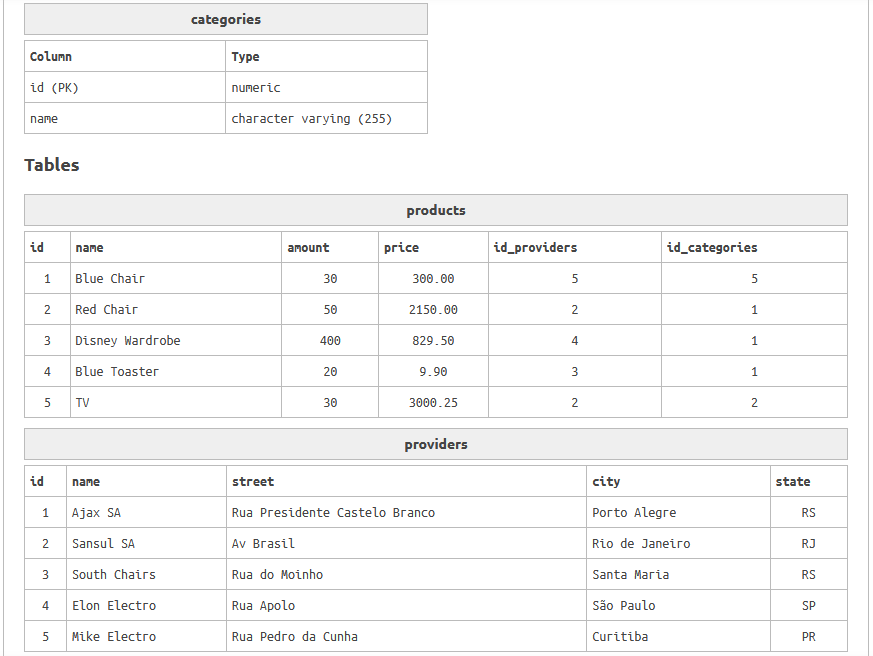 categories
Column Type
id (PK) numeric
name character varying (255)
Tables
products
id name amount price id_providers id_categories
1 Blue Chair 30 300.00 5 5
2 Red Chair 50 2150.00 2 1
3 Disney Wardrobe 400 829.50 4 1
4 Blue Toaster 20 9.90 3 1
5 TV 30 3000.25 2 2
providers
id name street city state
1 Ajax SA Rua Presidente Castelo Branco Porto Alegre RS
2 Sansul SA Av Brasil Rio de Janeiro RJ
3 South Chairs Rua do Moinho Santa Maria RS
4 Elon Electro Rua Apolo São Paulo SP
5 Mike Electro Rua Pedro da Cunha Curitiba PR